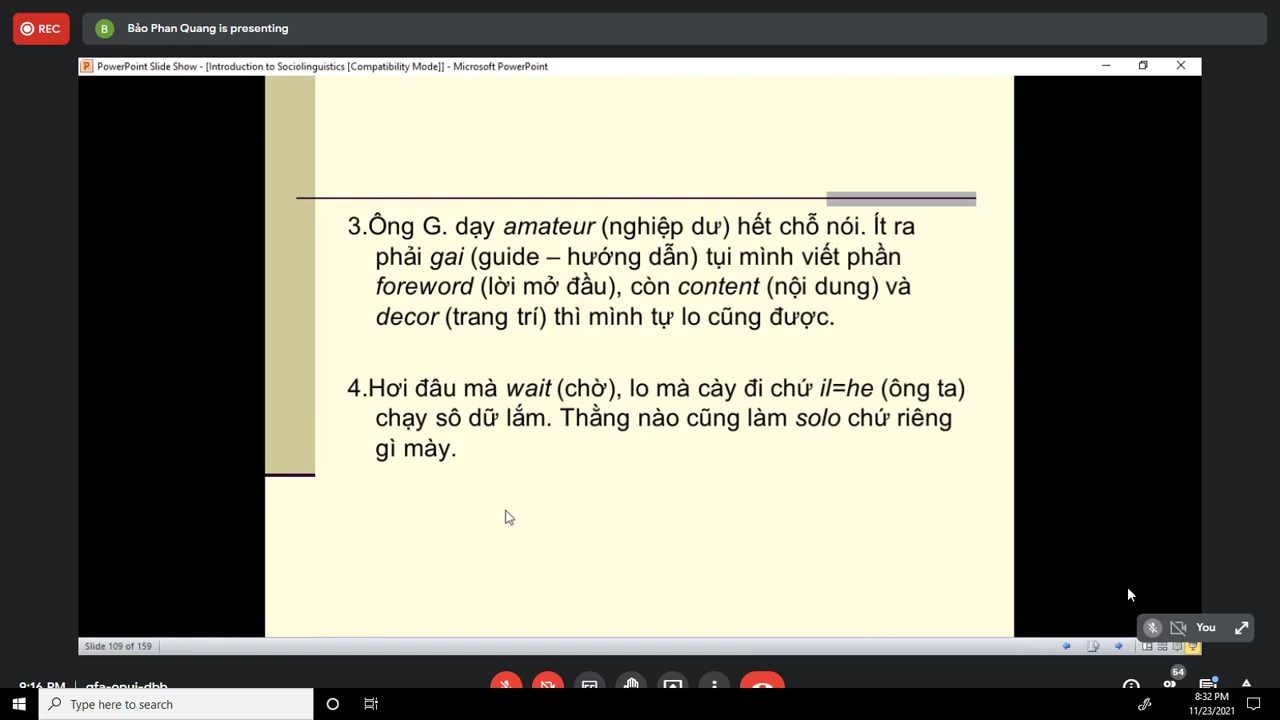 REC
B
Bảo Phan Quang is presenting
PowerPoint Slide Show - [Introduction to Sociolinguistics [Compatibility Mode]] - Microsoft PowerPoint
3.Ông G. dạy amateur (nghiệp dư) hết chỗ nói. Ít ra
phải gai (guide – hướng dẫn) tụi mình viết phần
foreword (lời mở đầu), còn content (nội dung) và
decor (trang trí) thì mình tự lo cũng được.
4.Hơi đâu mà wait (chờ), lo mà cày đi chứ il=he (ông ta)
chạy sô dữ lắm. Thằng nào cũng làm solo chứ riêng
gì mày.
You
Slide 109 of 159
54
8:32 PM
Type here to search
11/23/2021